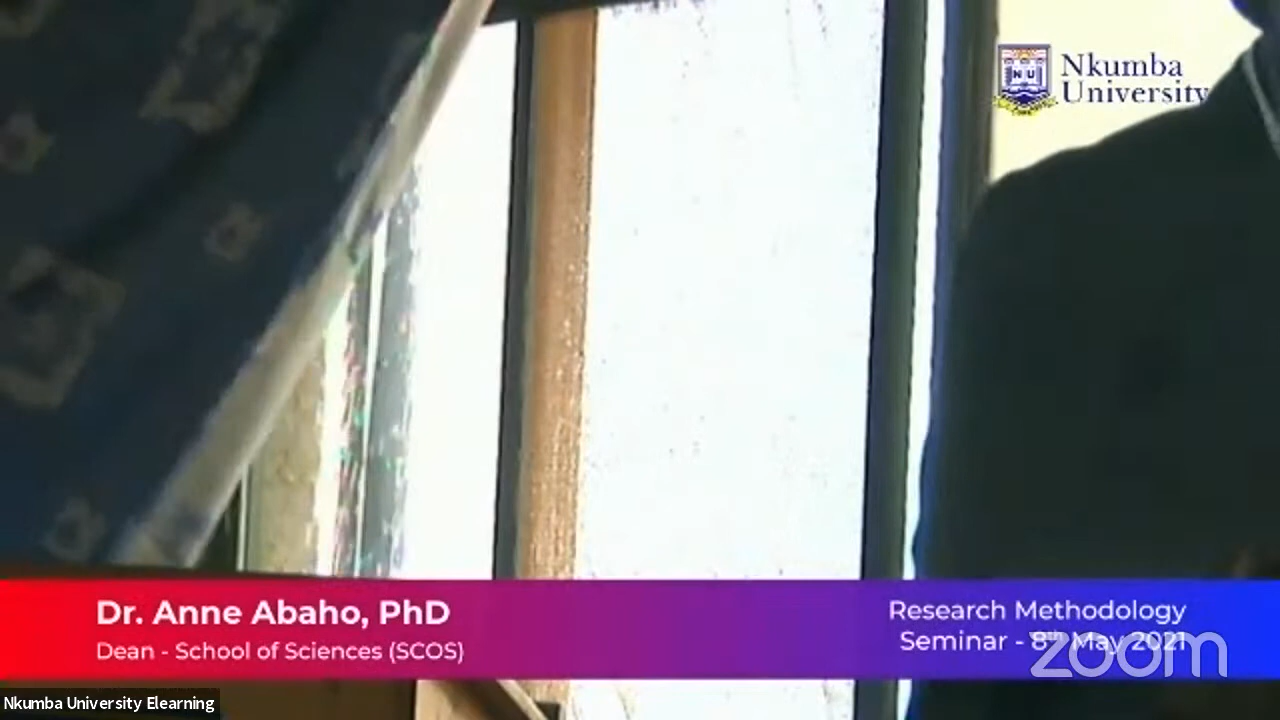 NU
Nkumba
University
Dr. Anne Abaho, PhD
Dean - School of Sciences (SCOS)
Research Methodology
Seminar - 8th May 2021
zoom
Nkumba University Elearning